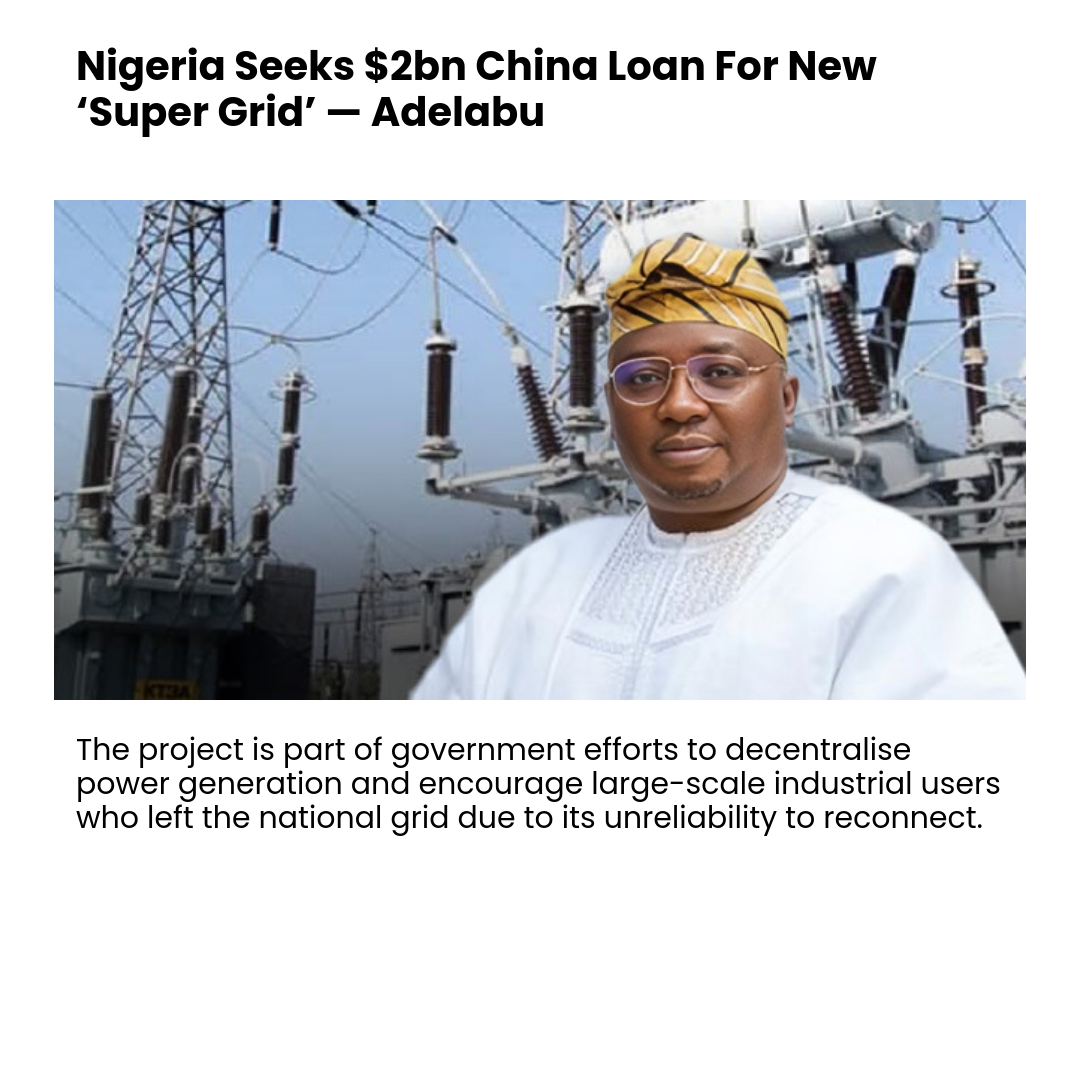 Nigeria Seeks $2bn China Loan For New
‘Super Grid’ — Adelabu
The project is part of government efforts to decentralise
power generation and encourage large-scale industrial users
who left the national grid due to its unreliability to reconnect.